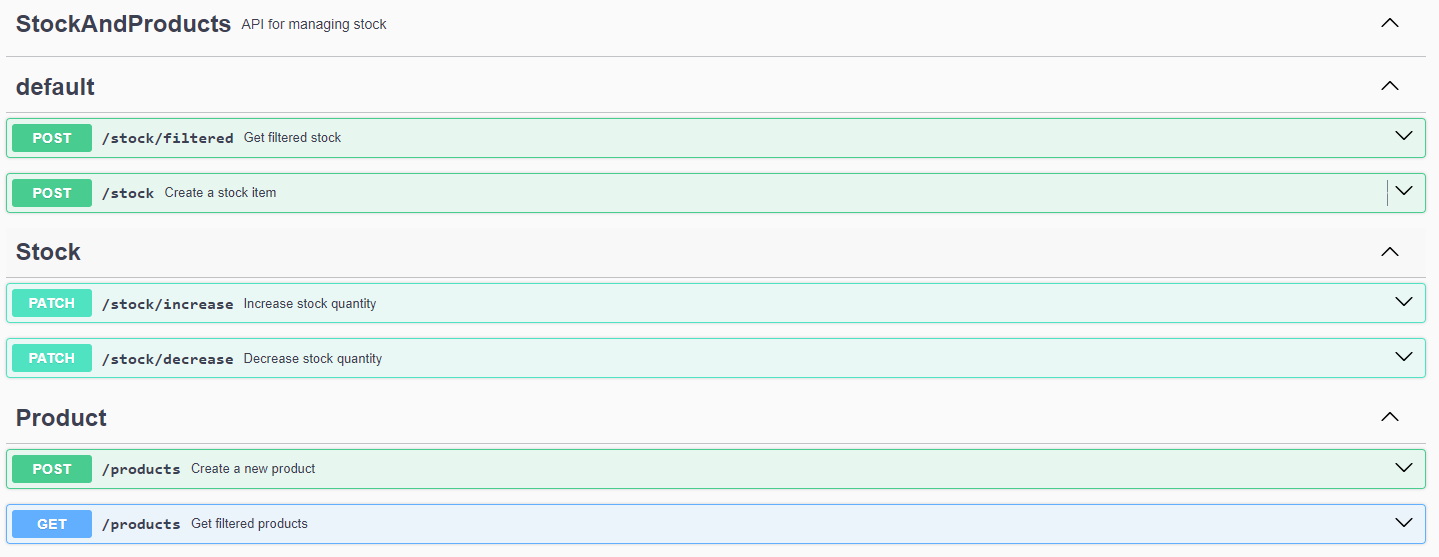 StockAndProducts API for managing stock
default
POST /stock/filtered Get filtered stock
POST /stock Create a stock item
Stock
PATCH /stock/increase Increase stock quantity
PATCH /stock/decrease Decrease stock quantity
Product
POST /products Create a new product
GET /products Get filtered products